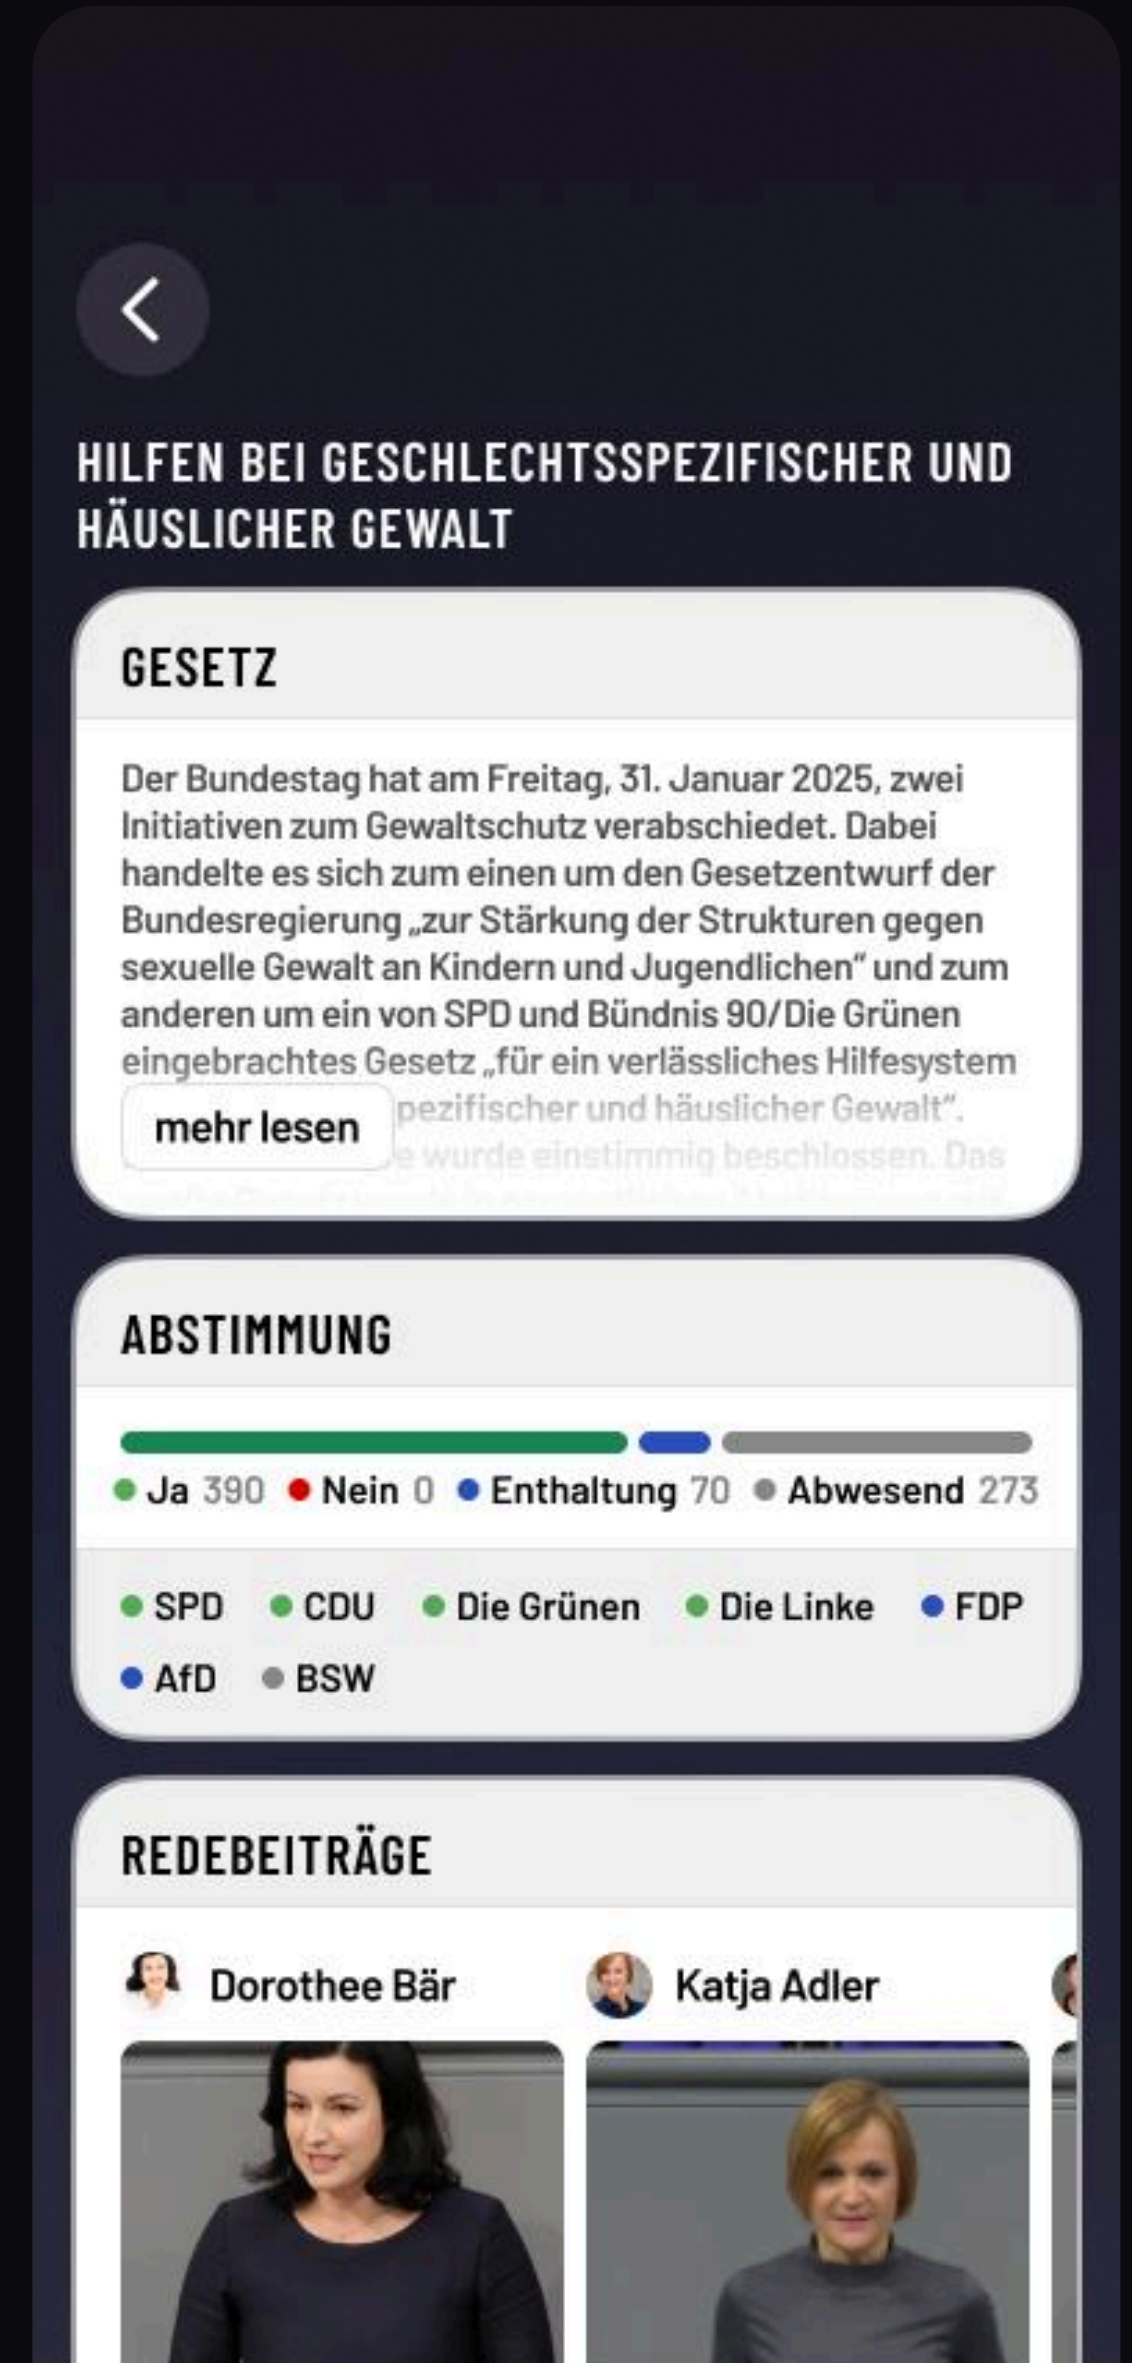 HILFEN BEI GESCHLECHTSSPEZIFISCHER UND
HÄUSLICHER GEWALT
GESETZ
Der Bundestag hat am Freitag, 31. Januar 2025, zwei
Initiativen zum Gewaltschutz verabschiedet. Dabei
handelte es sich zum einen um den Gesetzentwurf der
Bundesregierung „zur Stärkung der Strukturen gegen
sexuelle Gewalt an Kindern und Jugendlichen“ und zum
anderen um ein von SPD und Bündnis 90/Die Grünen
eingebrachtes Gesetz „für ein verlässliches Hilfesystem
pezifischer und häuslicher Gewalt“.
mehr lesen
e wurde einstimmig beschlossen. Das
ABSTIMMUNG
Ja 390 Nein 0 Enthaltung 70 Abwesend 273
SPD CDU Die Grünen Die Linke FDP
AfD BSW
REDEBEITRÄGE
Dorothee Bär Katja Adler